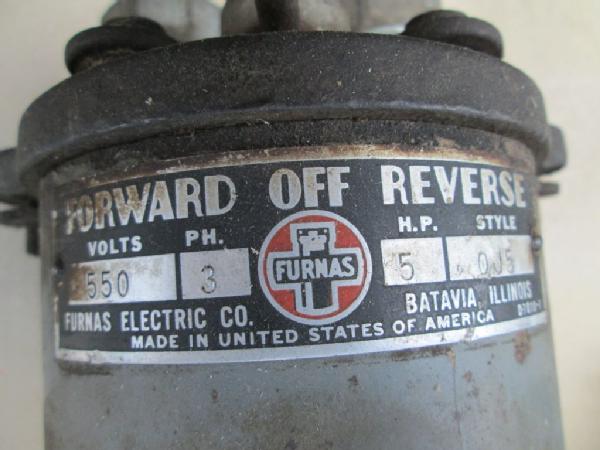 FORWARD OFF REVERSE
VOLTS PH. H.P. STYLE
550 3 FURNAS 5 0J5
FURNAS ELECTRIC CO. BATAVIA, ILLINOIS
MADE IN UNITED STATES OF AMERICA